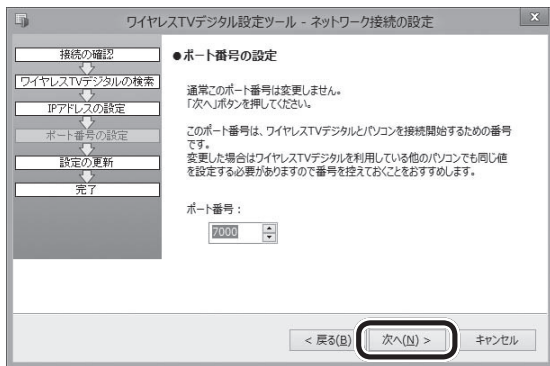 ワイヤレスTVデジタル設定ツール - ネットワーク接続の設定
x
接続の確認
ワイヤレスTVデジタルの検索
IPアドレスの設定
ポート番号の設定
設定の更新
完了
●ポート番号の設定
通常このポート番号は変更しません。
「次へ」ボタンを押してください。
このポート番号は、ワイヤレスTVデジタルとパソコンを接続開始するための番号
です。
変更した場合はワイヤレスTVデジタルを利用している他のパソコンでも同じ値
を設定する必要がありますので番号を控えておくことをおすすめします。
ポート番号：
7000
< 戻る(B)
次へ(N) >
キャンセル